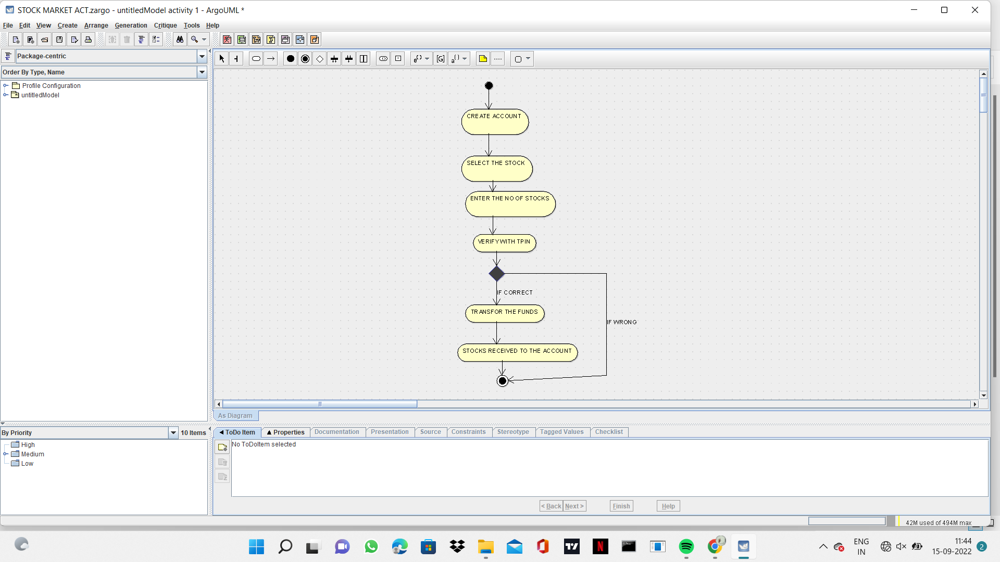 STOCK MARKET ACT.zargo - untitledModel activity 1 - ArgoUML *
File Edit View Create Arrange Generation Critique Tools Help
Package-centric
Order By Type, Name
Profile Configuration
untitledModel
[G]
CREATE ACCOUNT
SELECT THE STOCK
ENTER THE NO OF STOCKS
VERIFY WITH TPIN
IF CORRECT
TRANSFOR THE FUNDS
IF WRONG
STOCKS RECEIVED TO THE ACCOUNT
As Diagram
By Priority 10 Items
High
Medium
Low
ToDo Item Properties Documentation Presentation Source Constraints Stereotype Tagged Values Checklist
No ToDoItem selected
< Back Next > Finish Help
42M used of 494M max
ENG
IN
11:44
15-09-2022
2